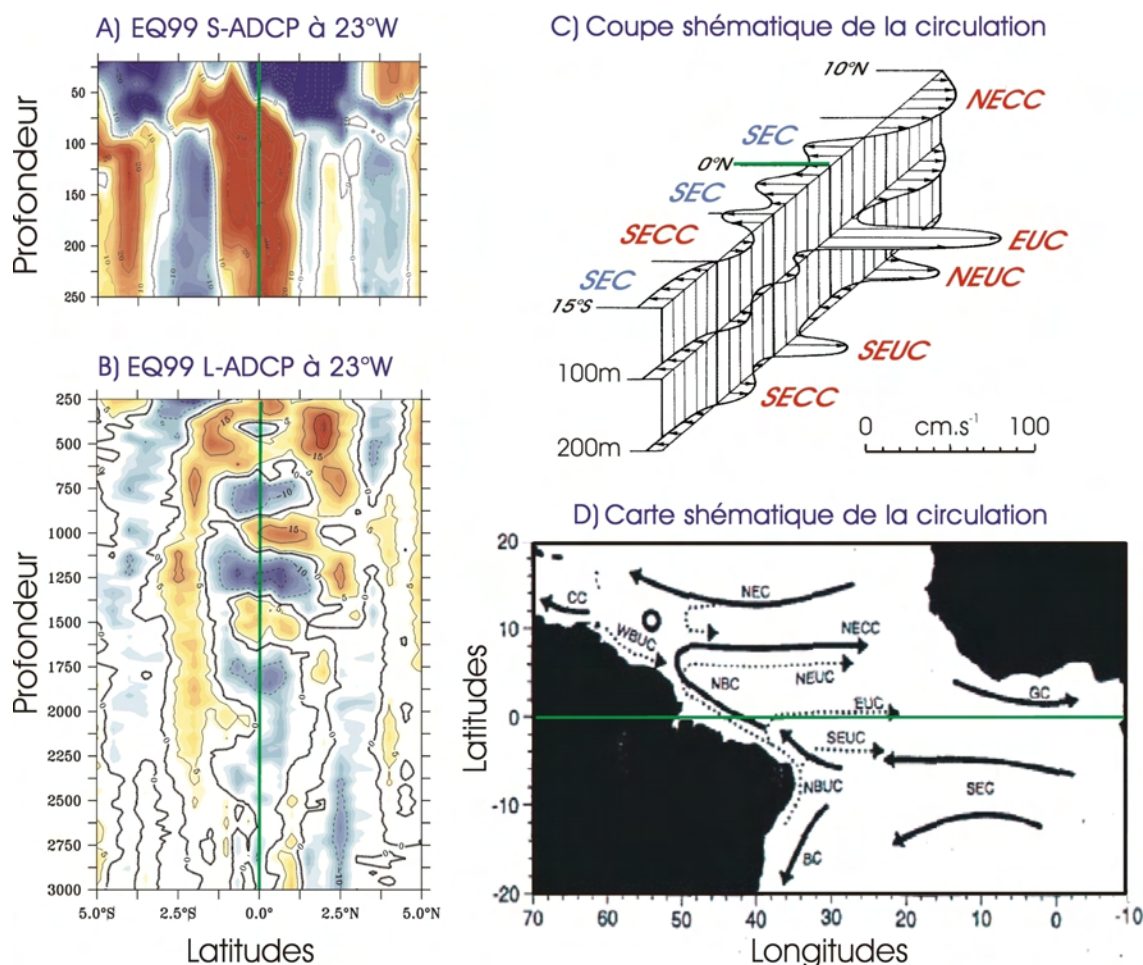 A) EQ99 S-ADCP à 23°W
Profondeur
50
100
150
200
250
B) EQ99 L-ADCP à 23°W
Profondeur
250
500
750
1000
1250
1500
1750
2000
2250
2500
2750
3000
5.0°S 2.5°S 0.0° 2.5°N 5.0°N
Latitudes
C) Coupe shématique de la circulation
10°N
NECC
SEC
0°N
SEC
SECC
EUC
SEC
NEUC
15°S
SEUC
100m
SECC
200m
0 cm.s⁻¹ 100
D) Carte shématique de la circulation
Latitudes
20
10
0
-10
-20
CC
NEC
WBUC
NECC
NBC
NEUC
GC
EUC
SEUC
NBUC
SEC
BC
70 60 50 40 30 20 10 0 -10
Longitudes